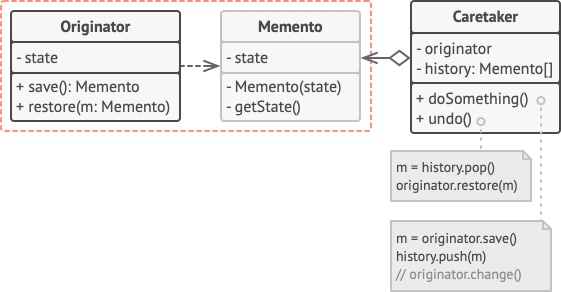 Originator
- state
+ save(): Memento
+ restore(m: Memento)
Memento
- state
- Memento(state)
- getState()
Caretaker
- originator
- history: Memento[]
+ doSomething()
+ undo()
m = history.pop()
originator.restore(m)
m = originator.save()
history.push(m)
// originator.change()